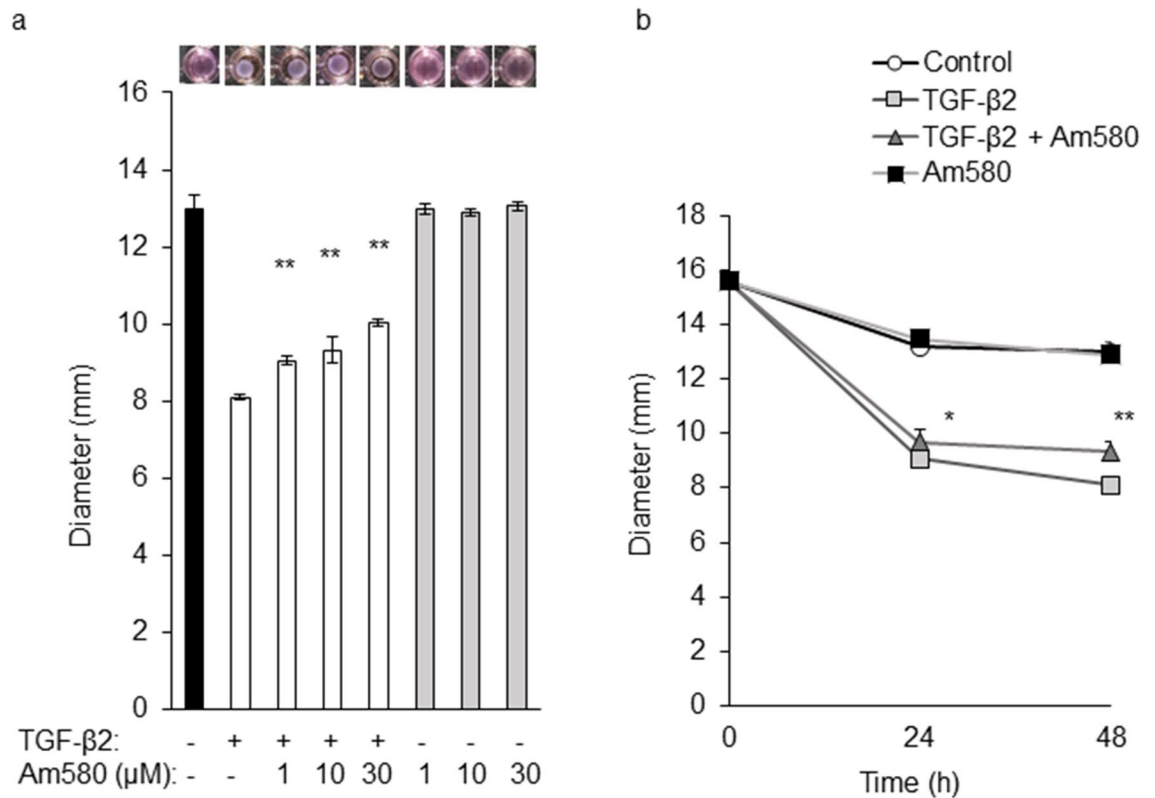 a
16
14
12
10
8
6
4
2
0
Diameter (mm)
** ** **
TGF-β2: - + + + + - - -
Am580 (μM): - - 1 10 30 1 10 30
b
Control
TGF-β2
TGF-β2 + Am580
Am580
18
16
14
12
10
8
6
4
2
0
Diameter (mm)
* **
0 24 48
Time (h)